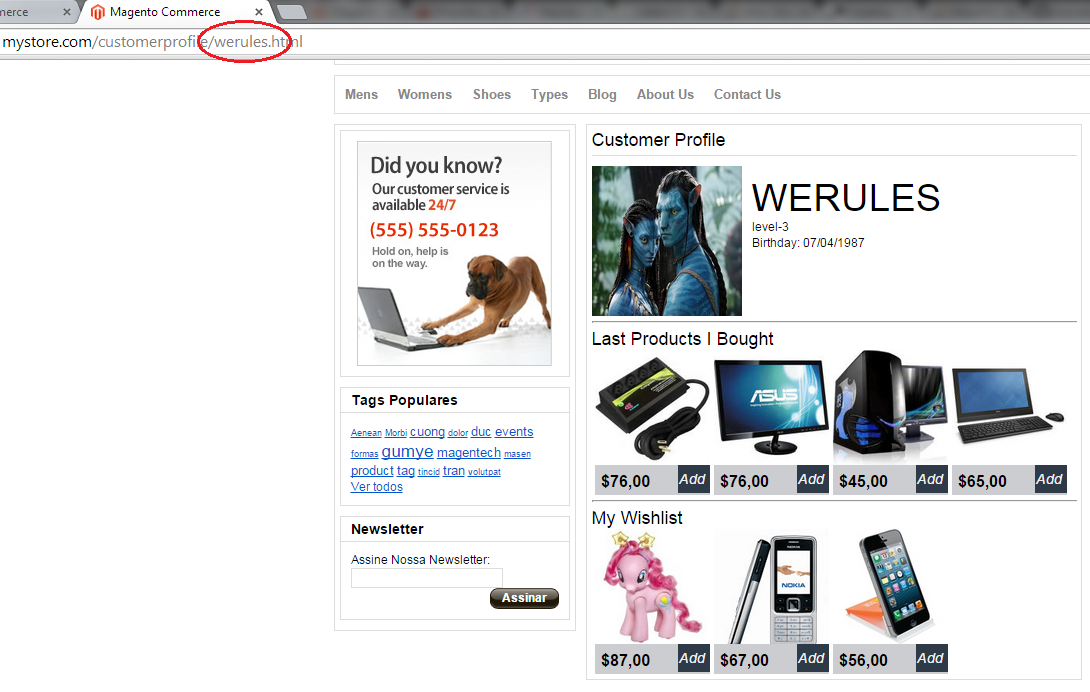 merce × Magento Commerce ×
mystore.com/customerprofile/werules.html
Mens Womens Shoes Types Blog About Us Contact Us
Did you know?
Our customer service is
available 24/7
(555) 555-0123
Hold on, help is
on the way.
Tags Populares
Aenean Morbi cuong dolor duc events
formas gumye magentech masen
product tag tincid tran volutpat
Ver todos
Newsletter
Assine Nossa Newsletter:
Assinar
Customer Profile
WERULES
level-3
Birthday: 07/04/1987
Last Products I Bought
ASUS
$76,00 Add $76,00 Add $45,00 Add $65,00 Add
My Wishlist
NOKIA
$87,00 Add $67,00 Add $56,00 Add